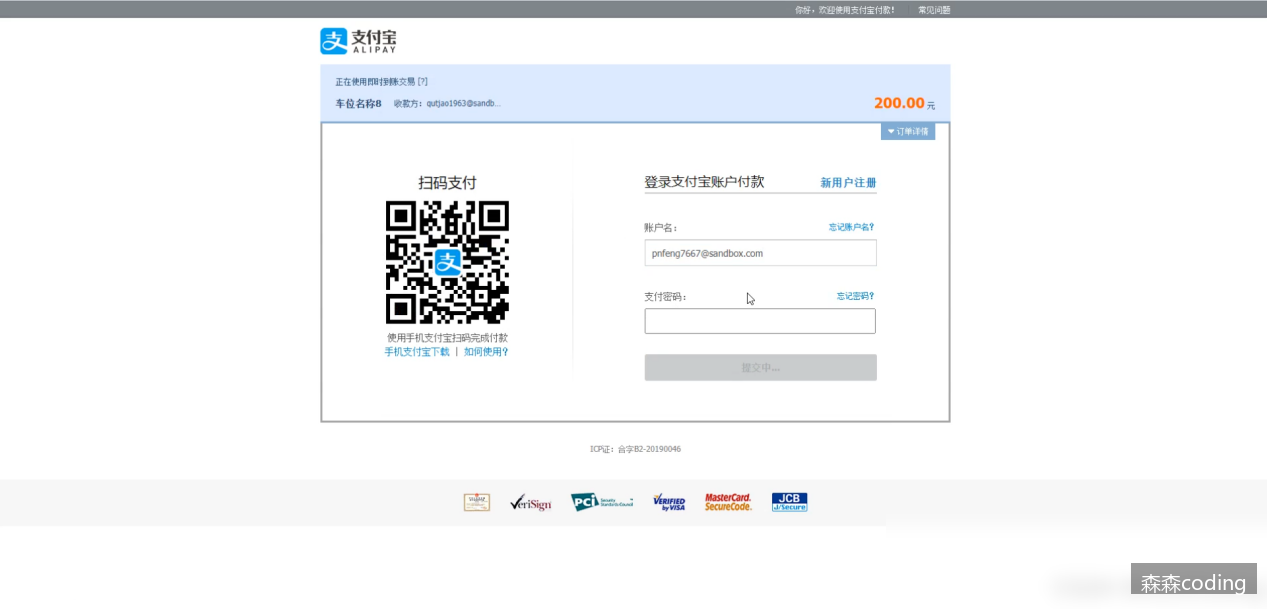 你好，欢迎使用支付宝付款！ 常见问题
支付宝
ALIPAY
正在使用即时到账交易 [?]
车位名称8 收款方：qutjao1963@sandb...
200.00 元
订单详情
扫码支付
支
使用手机支付宝扫码完成付款
手机支付宝下载 | 如何使用?
登录支付宝账户付款 新用户注册
账户名： 忘记账户名?
pnfeng7667@sandbox.com
支付密码： 忘记密码?
提交中...
ICP证：合字B2-20190046
VeriSign
PCI Security Standards Council
VERIFIED by VISA
MasterCard. SecureCode.
JCB J/Secure
森森coding